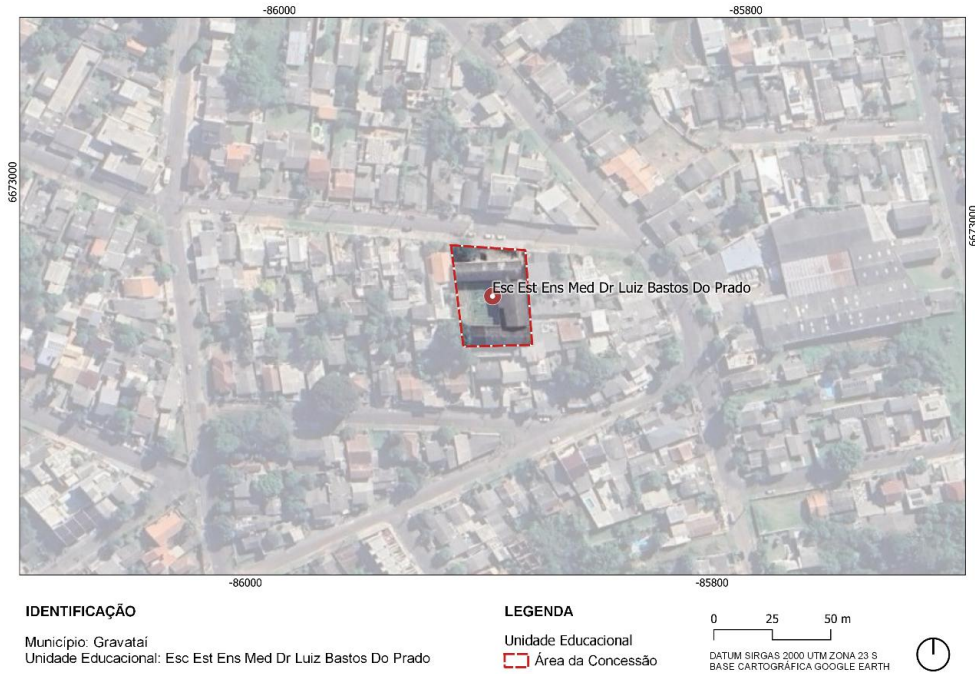 -86000
-85800
6673000
6673000
Esc Est Ens Med Dr Luiz Bastos Do Prado
-86000
-85800
IDENTIFICAÇÃO
Município: Gravataí
Unidade Educacional: Esc Est Ens Med Dr Luiz Bastos Do Prado
LEGENDA
Unidade Educacional
Área da Concessão
0 25 50 m
DATUM SIRGAS 2000 UTM ZONA 23 S
BASE CARTOGRÁFICA GOOGLE EARTH